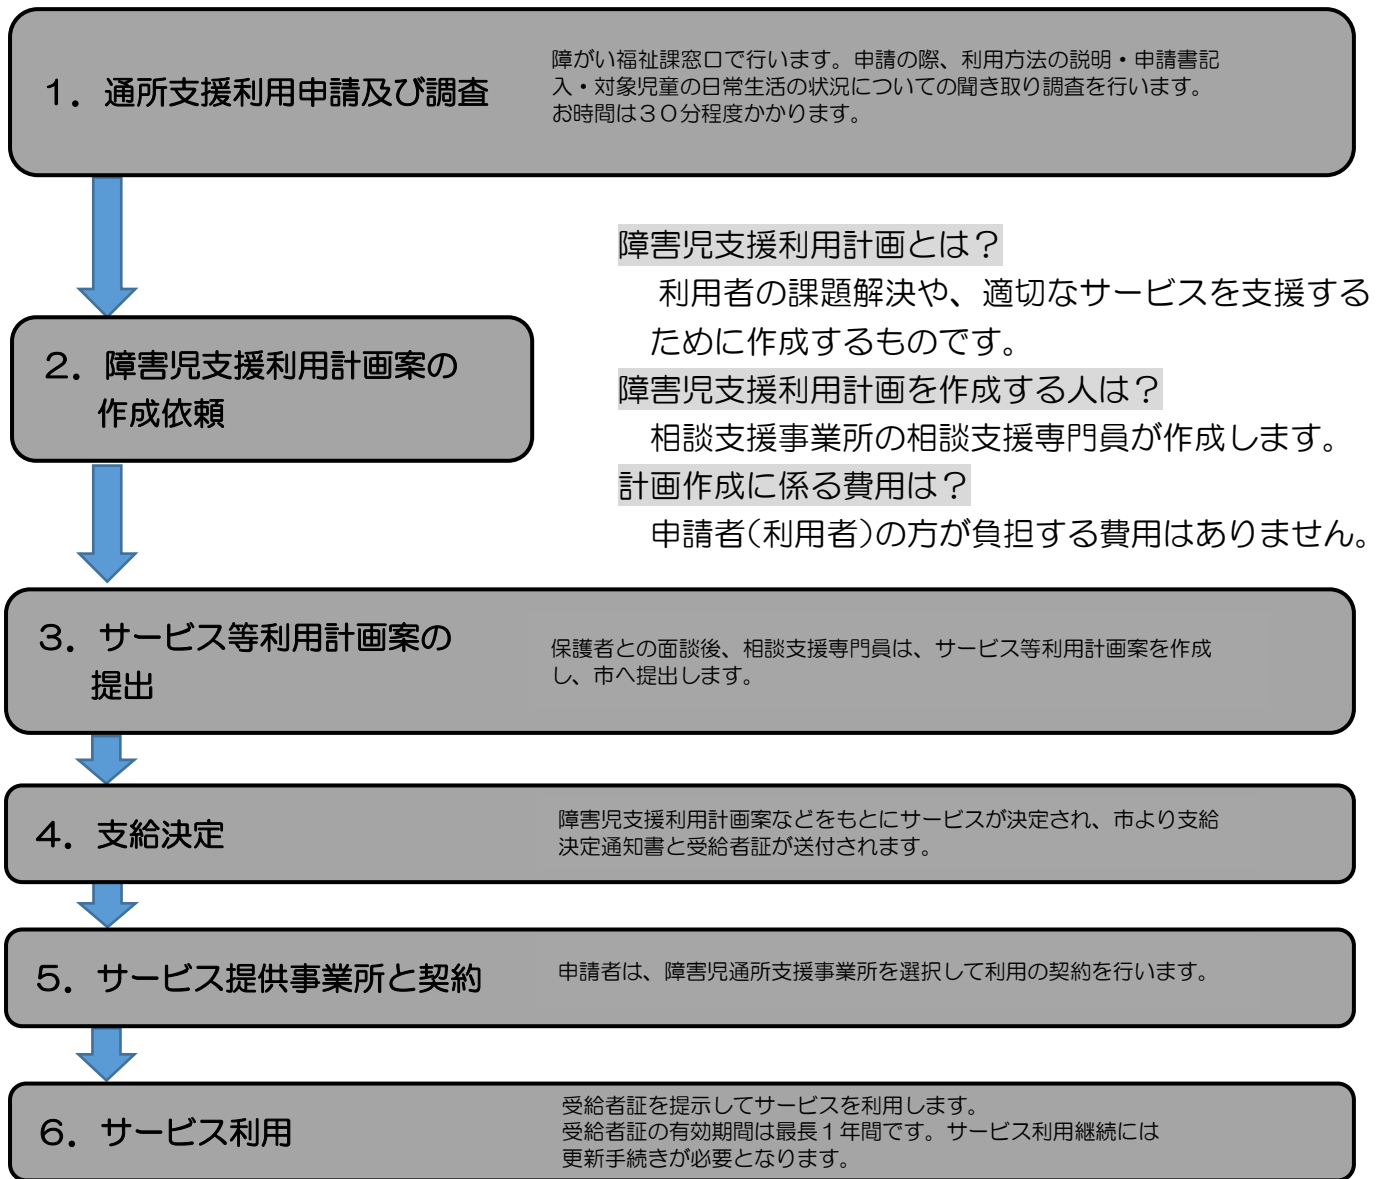 1．通所支援利用申請及び調査
障がい福祉課窓口で行います。申請の際、利用方法の説明・申請書記
入・対象児童の日常生活の状況についての聞き取り調査を行います。
お時間は３０分程度かかります。
障害児支援利用計画とは？
利用者の課題解決や、適切なサービスを支援する
ために作成するものです。
障害児支援利用計画を作成する人は？
相談支援事業所の相談支援専門員が作成します。
計画作成に係る費用は？
申請者(利用者)の方が負担する費用はありません。
2．障害児支援利用計画案の
作成依頼
3．サービス等利用計画案の
提出
保護者との面談後、相談支援専門員は、サービス等利用計画案を作成
し、市へ提出します。
4．支給決定
障害児支援利用計画案などをもとにサービスが決定され、市より支給
決定通知書と受給者証が送付されます。
5．サービス提供事業所と契約
申請者は、障害児通所支援事業所を選択して利用の契約を行います。
6．サービス利用
受給者証を提示してサービスを利用します。
受給者証の有効期間は最長１年間です。サービス利用継続には
更新手続きが必要となります。